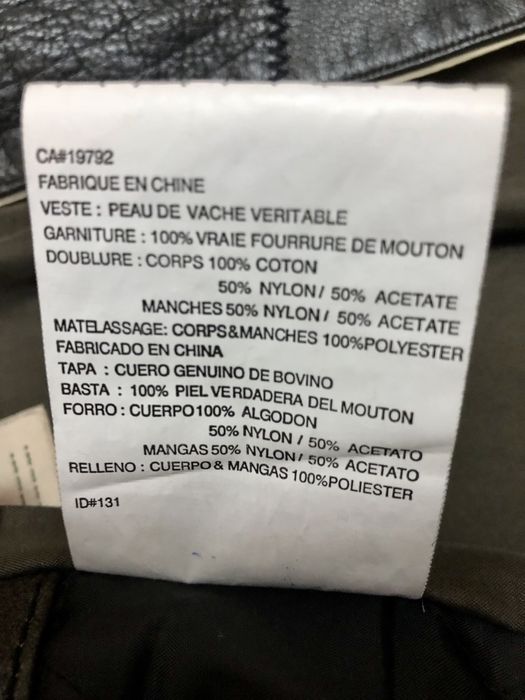 CA#19792
FABRIQUE EN CHINE
VESTE : PEAU DE VACHE VERITABLE
GARNITURE : 100% VRAIE FOURRURE DE MOUTON
DOUBLURE : CORPS 100% COTON
50% NYLON / 50% ACETATE
MANCHES 50% NYLON / 50% ACETATE
MATELASSAGE: CORPS&MANCHES 100%POLYESTER
FABRICADO EN CHINA
TAPA : CUERO GENUINO DE BOVINO
BASTA : 100% PIEL VERDADERA DEL MOUTON
FORRO : CUERPO100% ALGODON
50% NYLON / 50% ACETATO
MANGAS 50% NYLON / 50% ACETATO
RELLENO : CUERPO & MANGAS 100%POLIESTER
ID#131